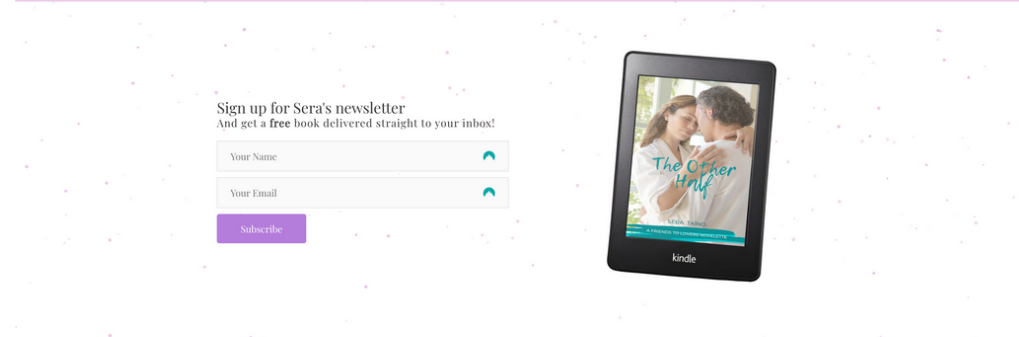 Sign up for Sera's newsletter
And get a free book delivered straight to your inbox!
Your Name
Your Email
Subscribe
The Other
Half
A FRIENDS TO LOVERS NOVELETTE
kindle